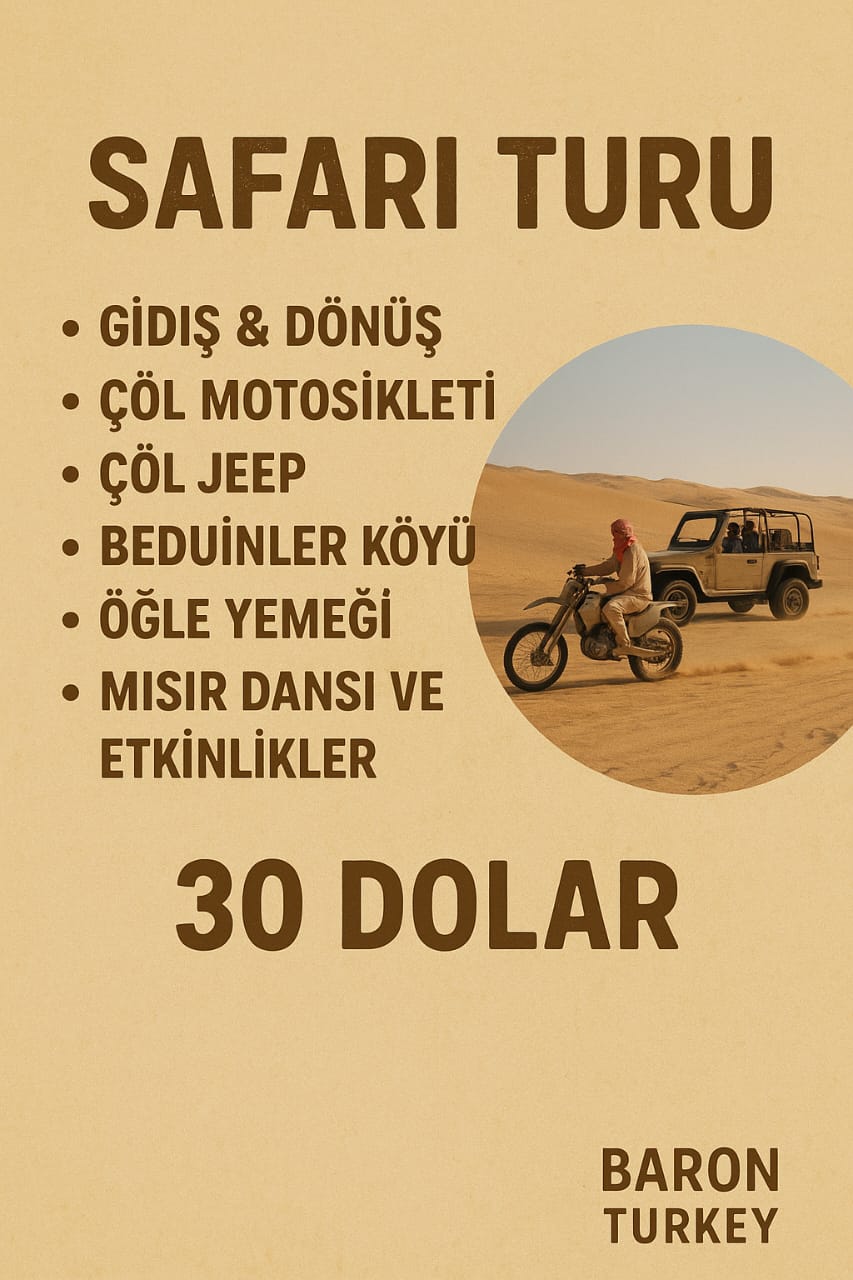 SAFARI TURU
• GİDIŞ & DÖNÜŞ
• ÇÖL MOTOSİKLETİ
• ÇÖL JEEP
• BEDUİNLER KÖYÜ
• ÖĞLE YEMEĞİ
• MISIR DANSI VE
ETKİNLİKLER
30 DOLAR
BARON
TURKEY